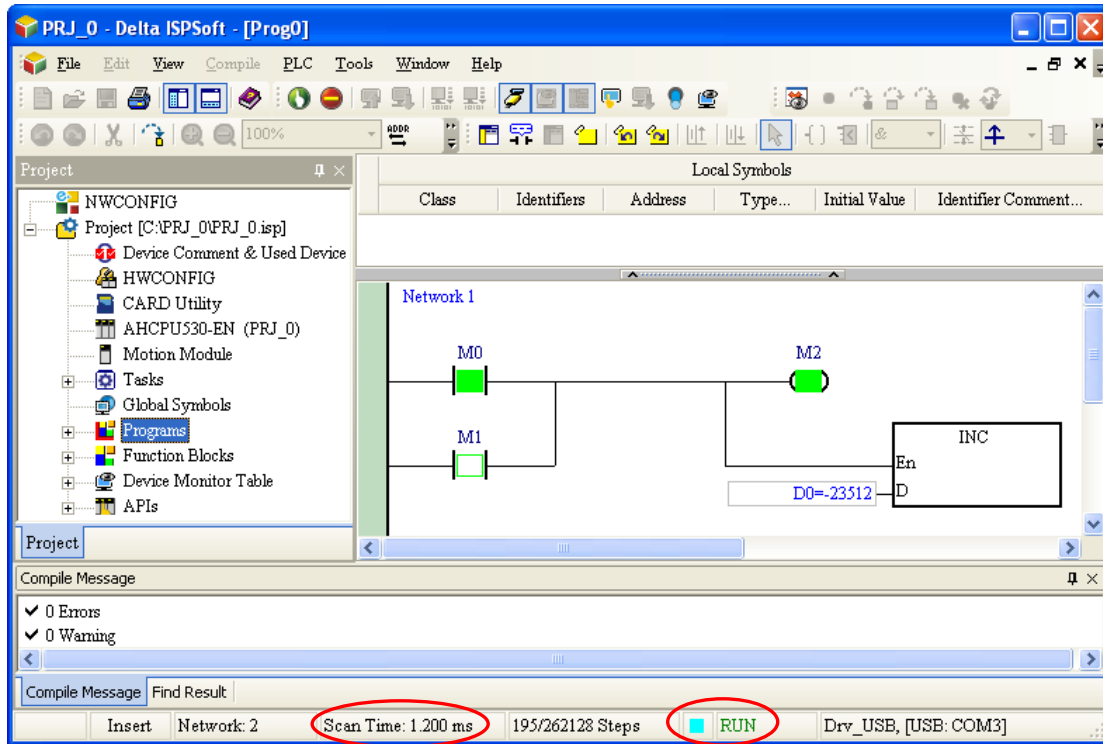 PRJ_0 - Delta ISPSoft - [Prog0]
File Edit View Compile PLC Tools Window Help
100% ADDR &
Project
NWCONFIG
Project [C:\PRJ_0\PRJ_0.isp]
Device Comment & Used Device
HWCONFIG
CARD Utility
AHCPU530-EN (PRJ_0)
Motion Module
Tasks
Global Symbols
Programs
Function Blocks
Device Monitor Table
APIs
Project
Local Symbols
Class Identifiers Address Type... Initial Value Identifier Comment...
Network 1
M0 M2
M1 INC
En
D0=-23512 D
Compile Message
0 Errors
0 Warning
Compile Message Find Result
Insert Network: 2 Scan Time: 1.200 ms 195/262128 Steps RUN Drv_USB, [USB: COM3]